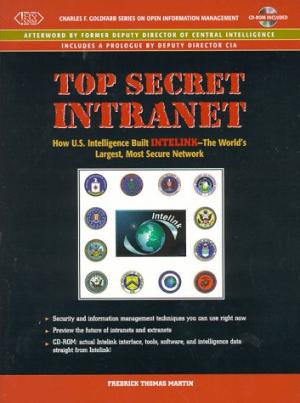 CHARLES F. GOLDFARB SERIES ON OPEN INFORMATION MANAGEMENT
CD-ROM INCLUDED
AFTERWORD BY FORMER DEPUTY DIRECTOR OF CENTRAL INTELLIGENCE
INCLUDES A PROLOGUE BY DEPUTY DIRECTOR CIA
TOP SECRET
INTRANET
How U.S. Intelligence Built INTELINK–The World's
Largest, Most Secure Network
Intelink
Security and information management techniques you can use right now
Preview the future of intranets and extranets
CD-ROM: actual Intelink interface, tools, software, and intelligence data
straight from Intelink!
FREDRICK THOMAS MARTIN